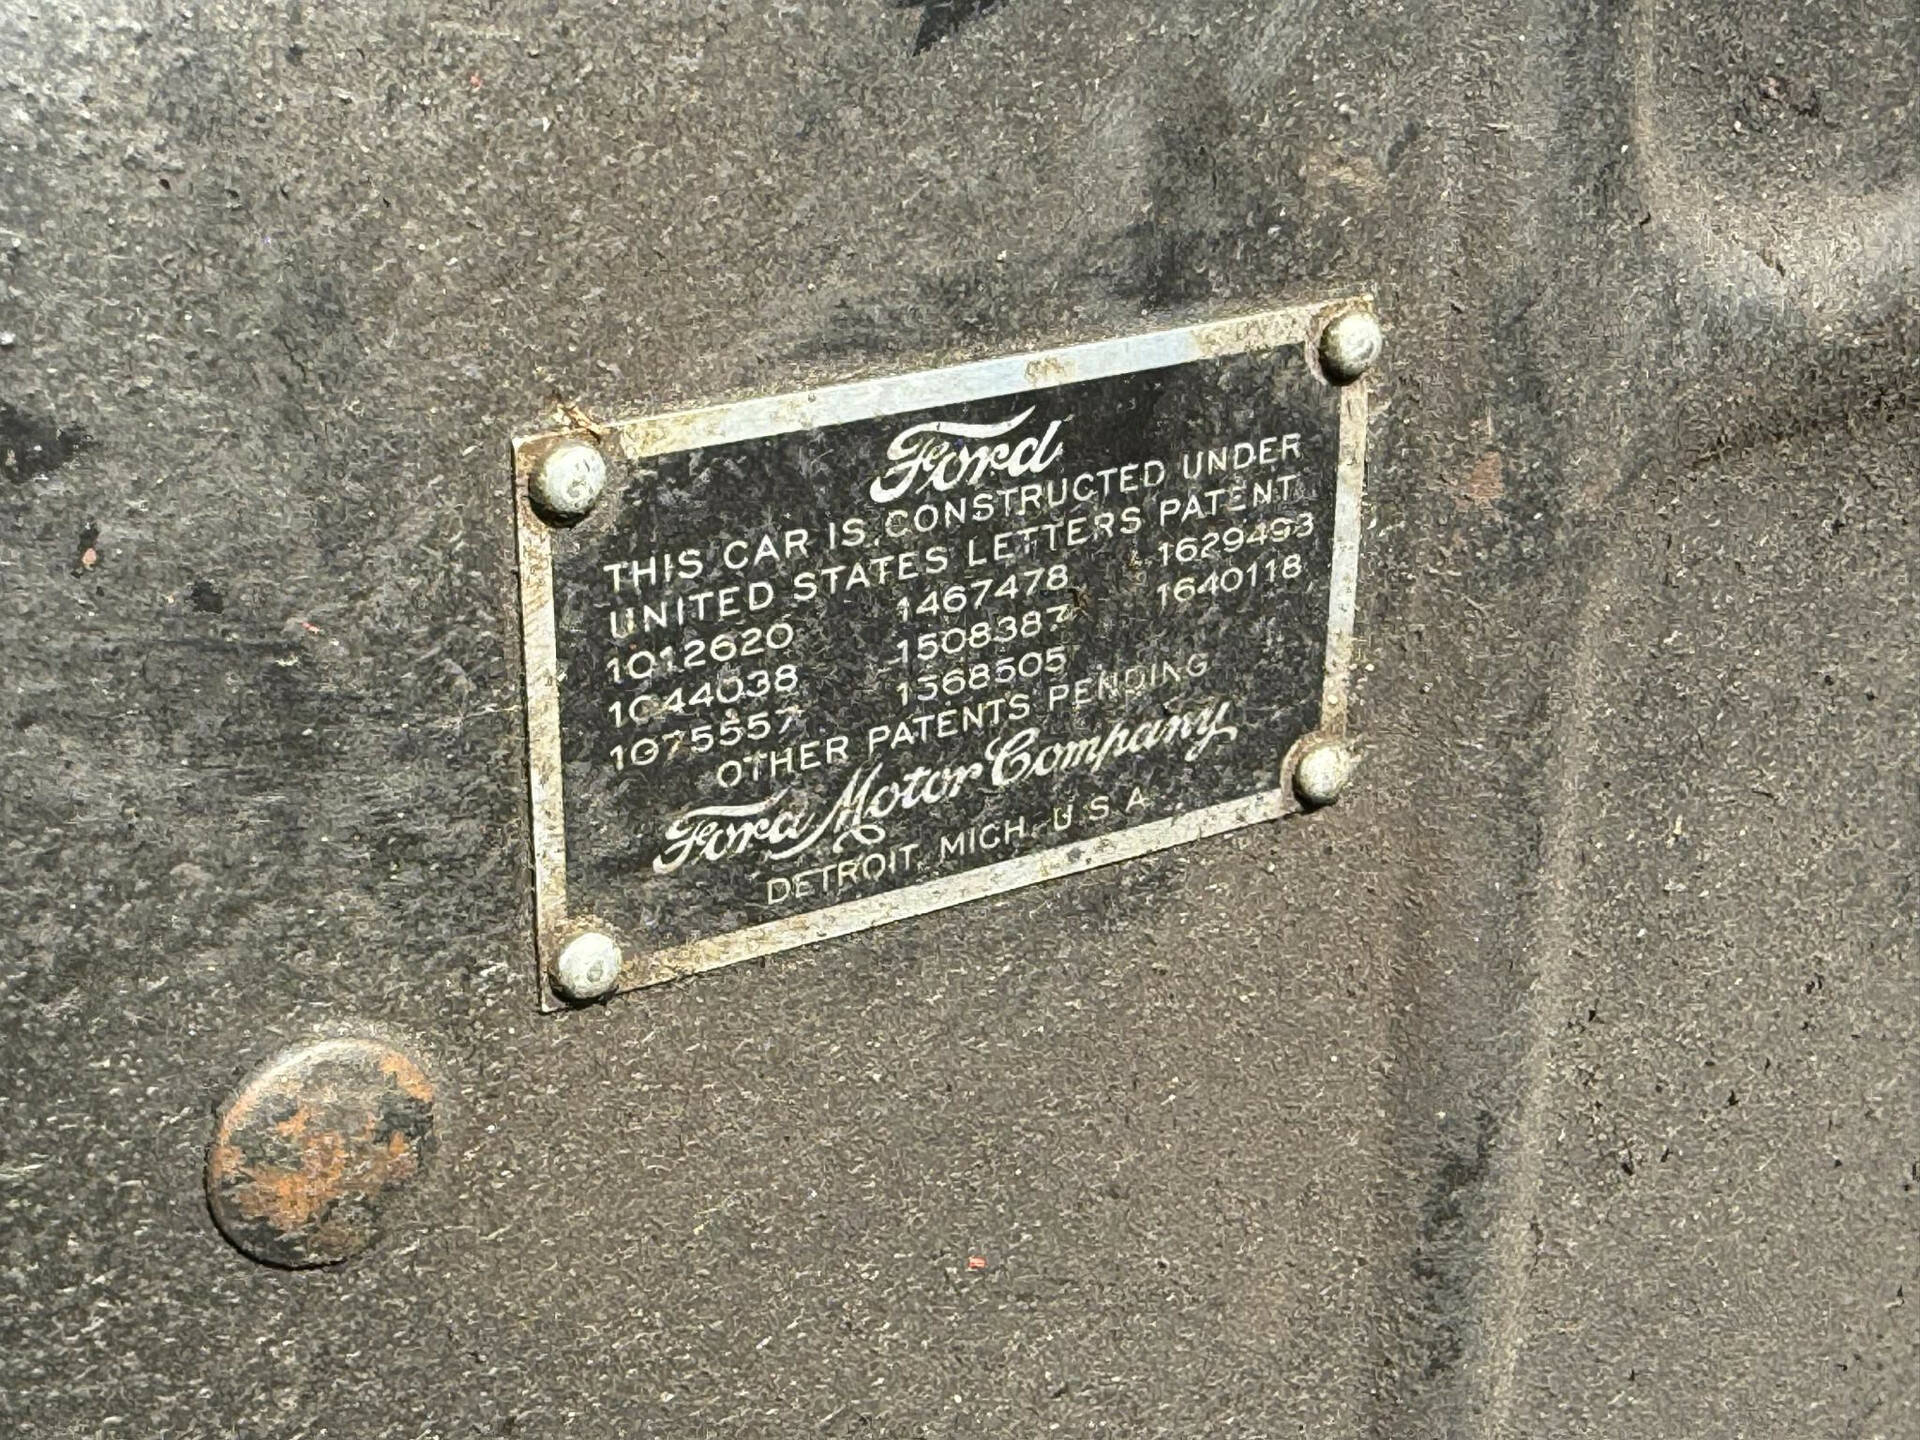 Ford
THIS CAR IS CONSTRUCTED UNDER
UNITED STATES LETTERS PATENT
1012620 1467478 1629493
1044038 1508387 1640118
1075557 1568505
OTHER PATENTS PENDING
Ford Motor Company
DETROIT, MICH. U.S.A.